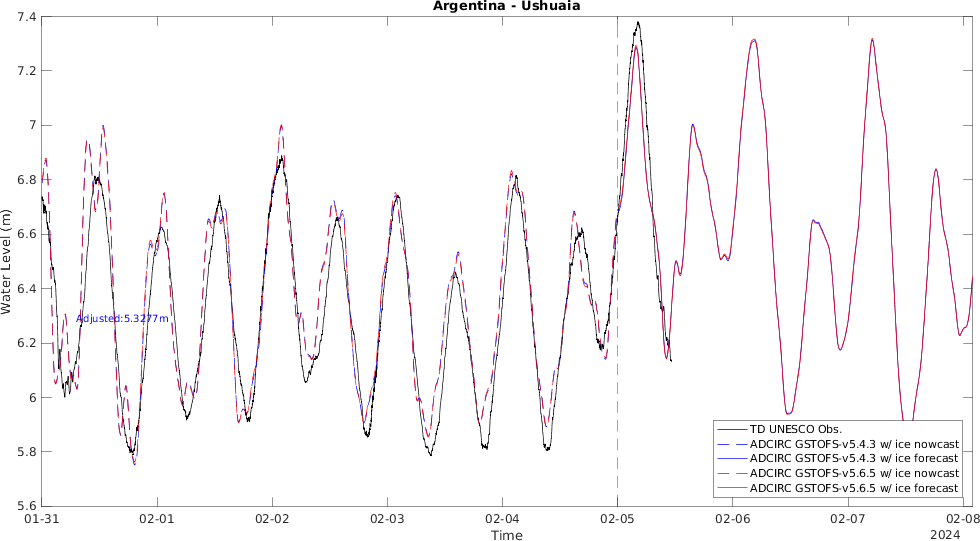 Argentina - Ushuaia
7.4
7.2
7
6.8
6.6
6.4
6.2
6
5.8
5.6
Water Level (m)
Adjusted:5.3277m
TD UNESCO Obs.
ADCIRC GSTOFS-v5.4.3 w/ ice nowcast
ADCIRC GSTOFS-v5.4.3 w/ ice forecast
ADCIRC GSTOFS-v5.6.5 w/ ice nowcast
ADCIRC GSTOFS-v5.6.5 w/ ice forecast
01-31 02-01 02-02 02-03 02-04 02-05 02-06 02-07 02-08
Time
2024